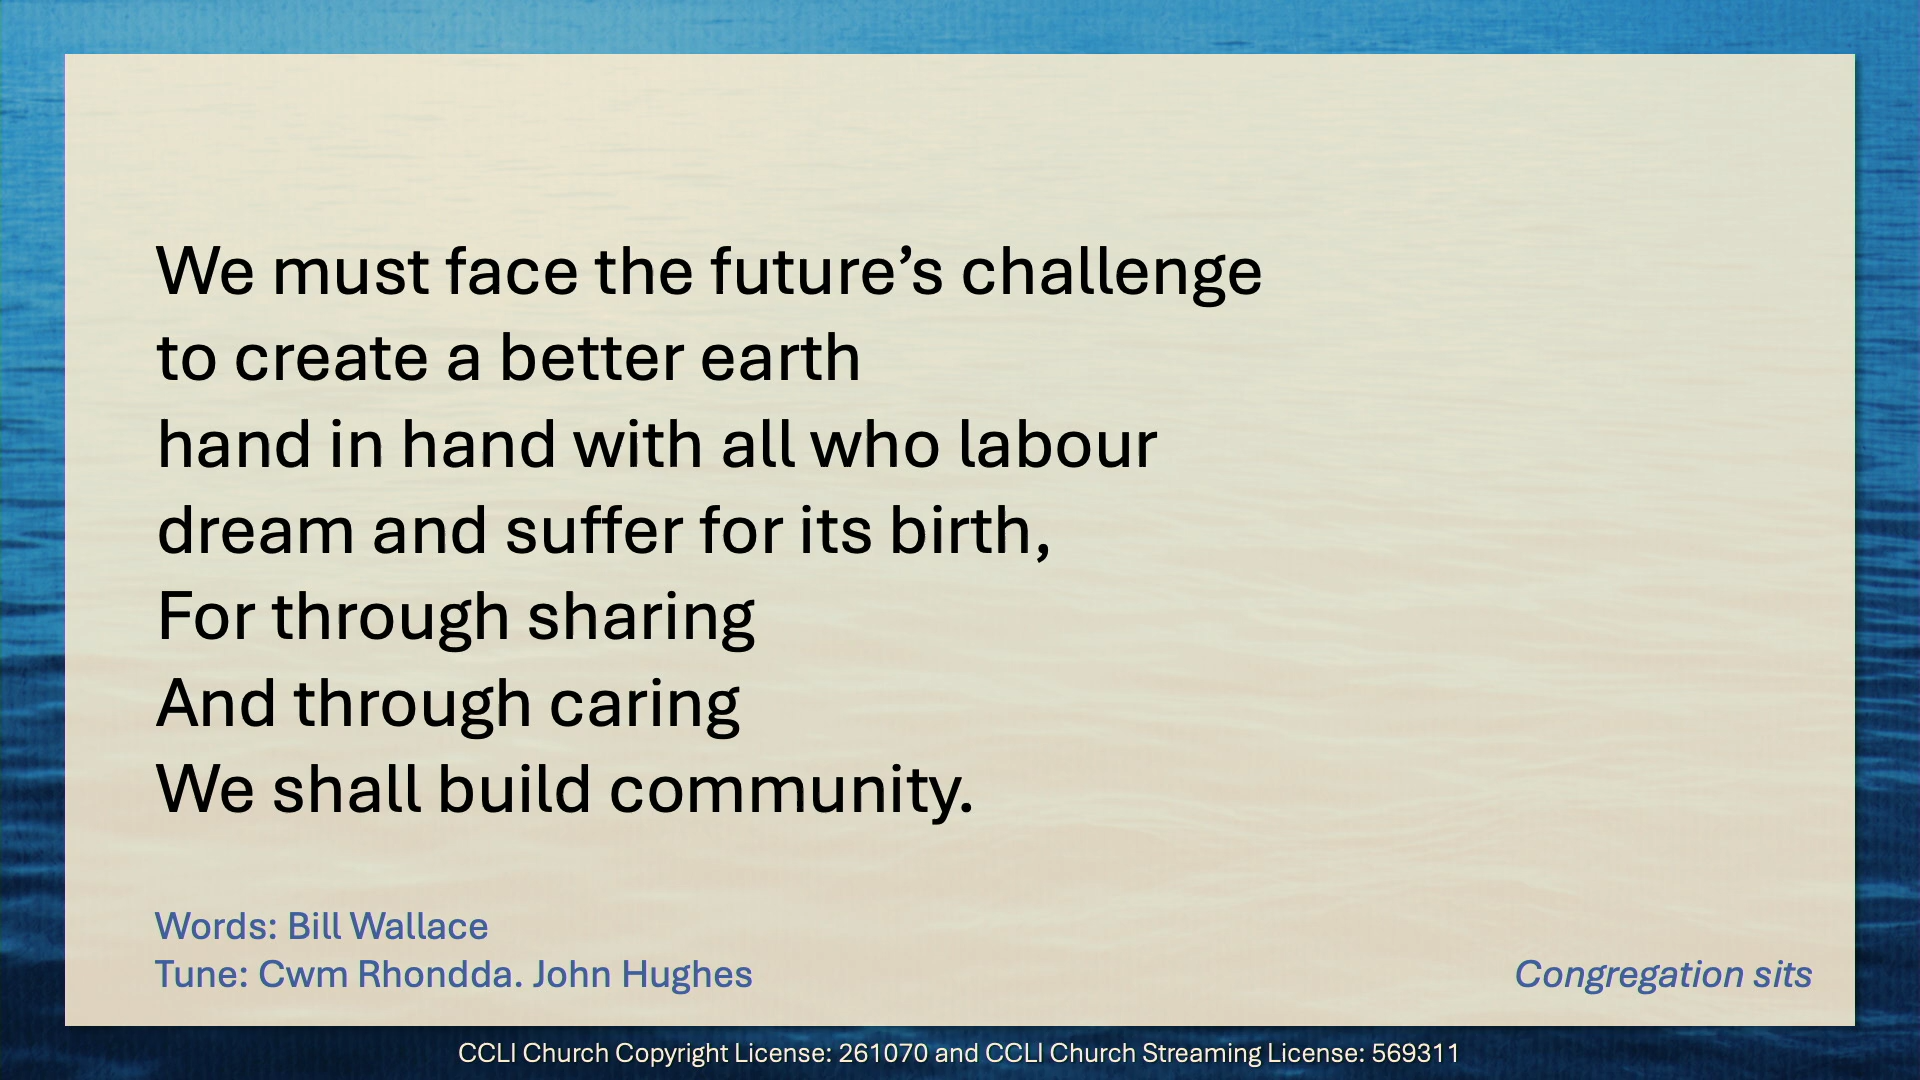 We must face the future’s challenge
to create a better earth
hand in hand with all who labour
dream and suffer for its birth,
For through sharing
And through caring
We shall build community.
Words: Bill Wallace
Tune: Cwm Rhondda. John Hughes
Congregation sits
CCLI Church Copyright License: 261070 and CCLI Church Streaming License: 569311